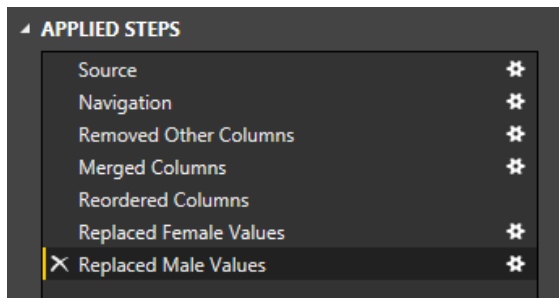 APPLIED STEPS
Source
Navigation
Removed Other Columns
Merged Columns
Reordered Columns
Replaced Female Values
Replaced Male Values